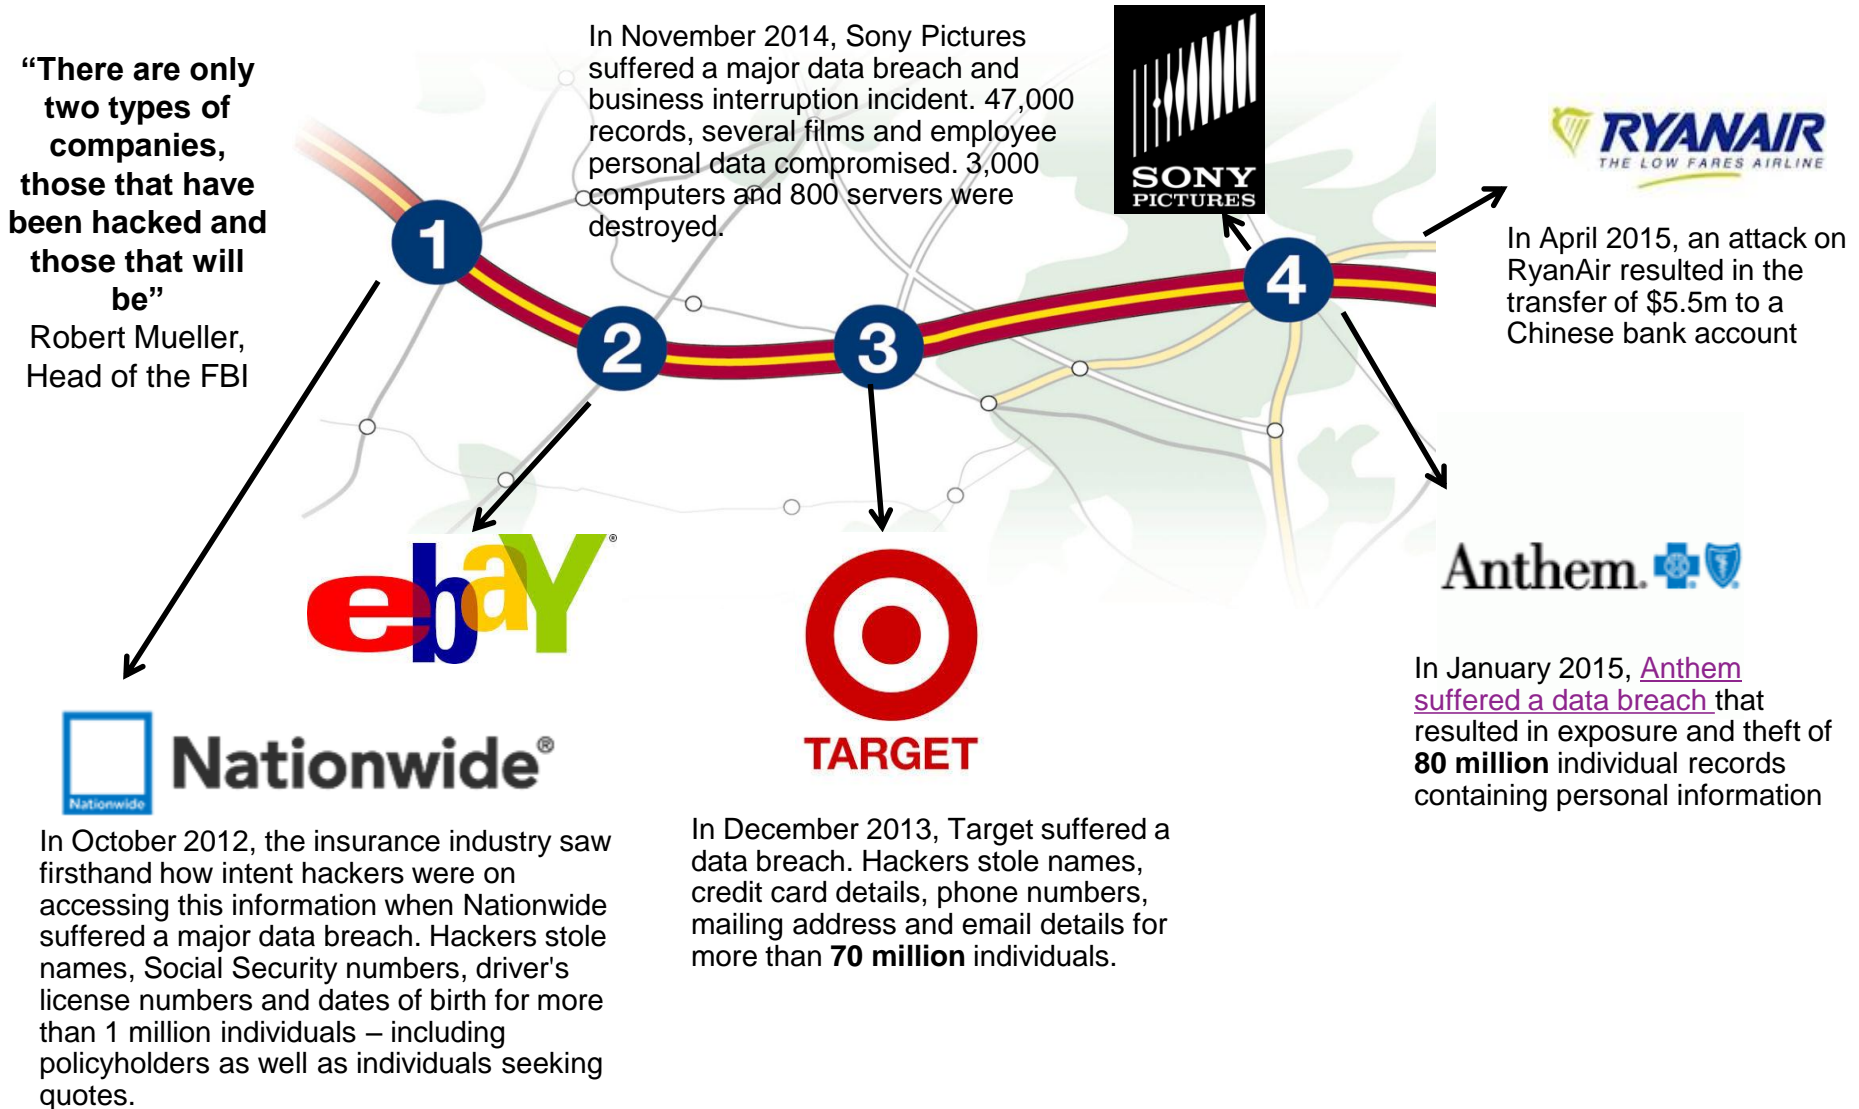 “There are only
two types of
companies,
those that have
been hacked and
those that will
be”
Robert Mueller,
Head of the FBI
In November 2014, Sony Pictures
suffered a major data breach and
business interruption incident. 47,000
records, several films and employee
personal data compromised. 3,000
computers and 800 servers were
destroyed.
SONY
PICTURES
RYANAIR
THE LOW FARES AIRLINE
In April 2015, an attack on
RyanAir resulted in the
transfer of $5.5m to a
Chinese bank account
1
2
3
4
ebaY®
TARGET
Anthem.
In January 2015, Anthem
suffered a data breach that
resulted in exposure and theft of
80 million individual records
containing personal information
Nationwide
Nationwide®
In October 2012, the insurance industry saw
firsthand how intent hackers were on
accessing this information when Nationwide
suffered a major data breach. Hackers stole
names, Social Security numbers, driver's
license numbers and dates of birth for more
than 1 million individuals – including
policyholders as well as individuals seeking
quotes.
In December 2013, Target suffered a
data breach. Hackers stole names,
credit card details, phone numbers,
mailing address and email details for
more than 70 million individuals.